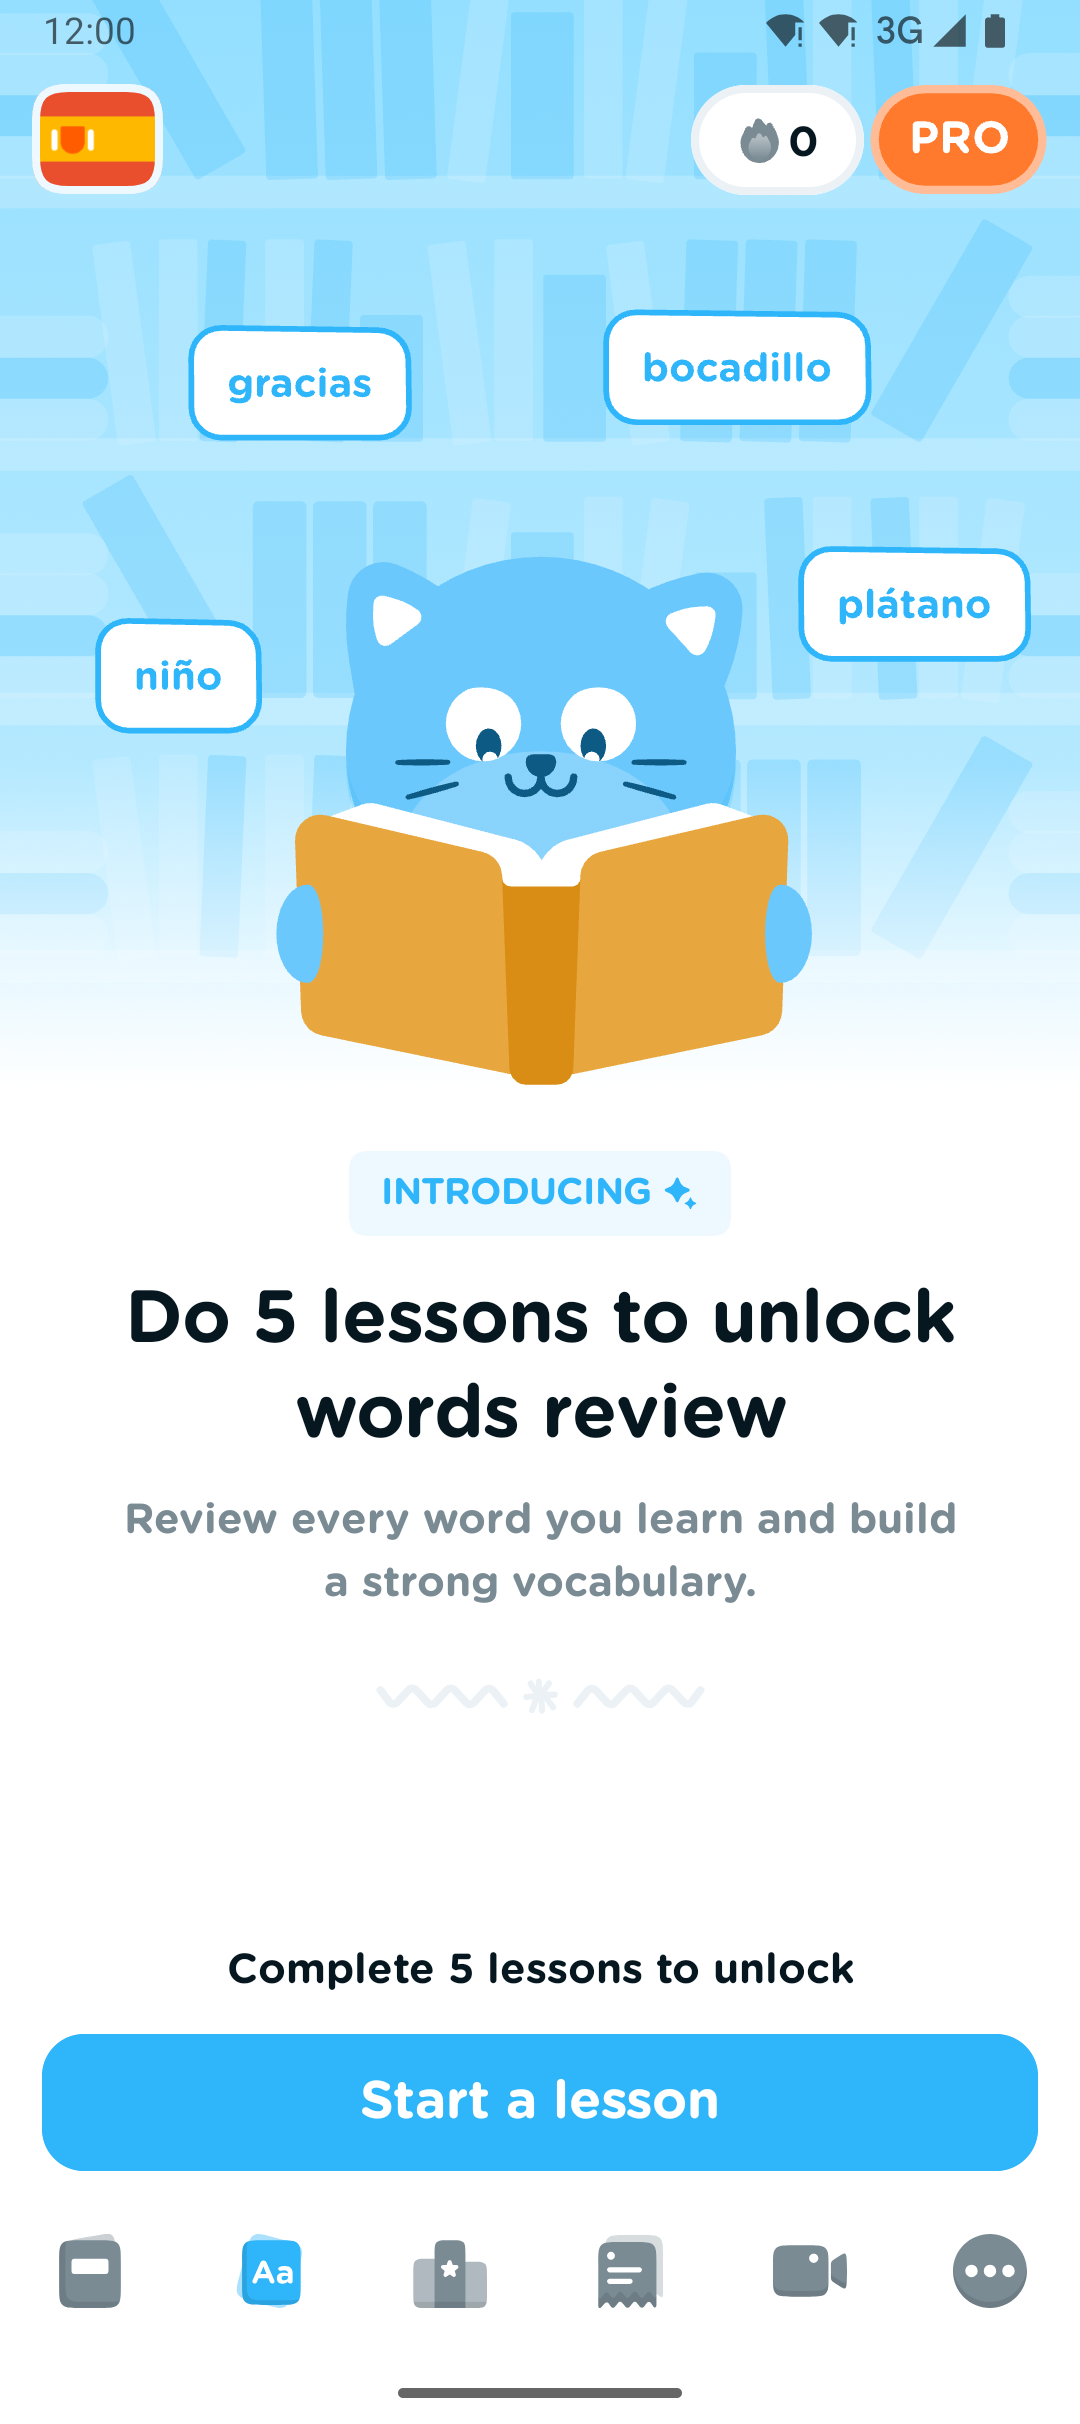 12:00
3G
0
PRO
gracias
bocadillo
plátano
niño
INTRODUCING
Do 5 lessons to unlock
words review
Review every word you learn and build
a strong vocabulary.
Complete 5 lessons to unlock
Start a lesson
Aa